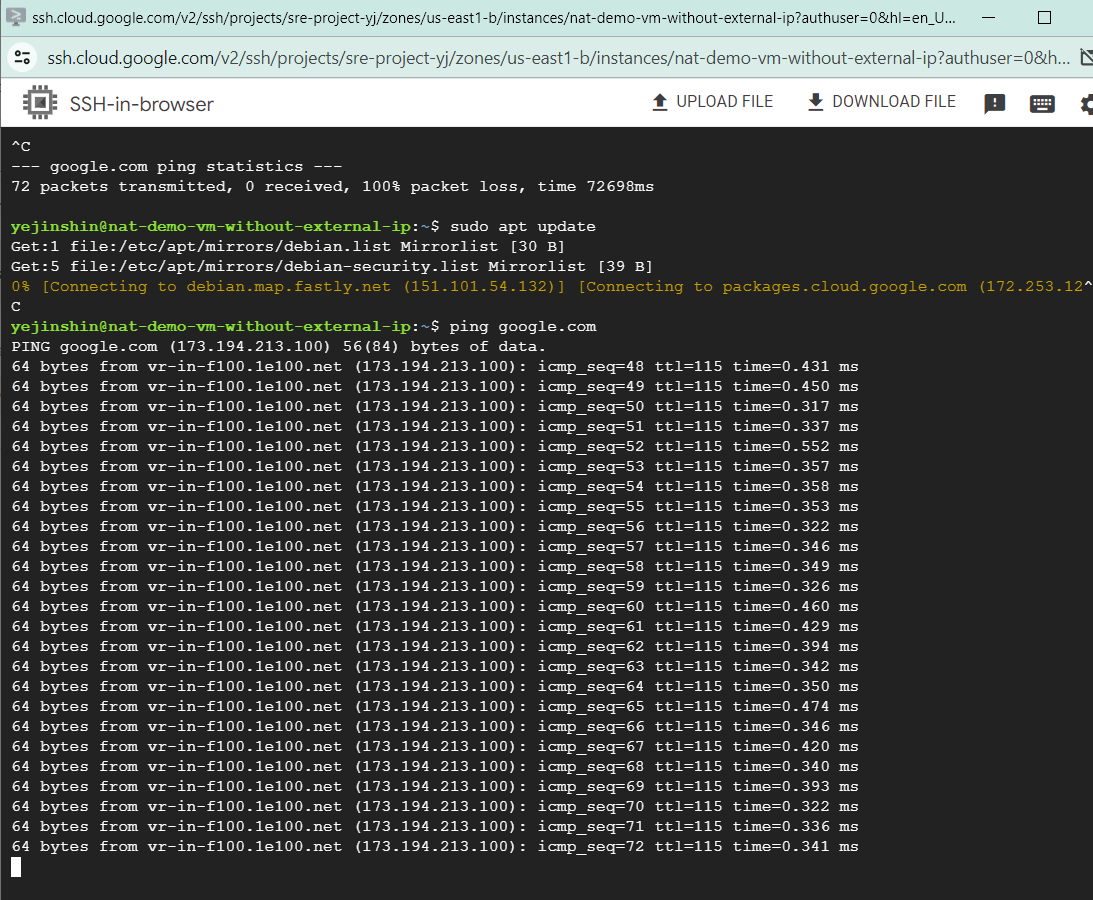 ssh.cloud.google.com/v2/ssh/projects/sre-project-yj/zones/us-east1-b/instances/nat-demo-vm-without-external-ip?authuser=0&hl=en_U...
ssh.cloud.google.com/v2/ssh/projects/sre-project-yj/zones/us-east1-b/instances/nat-demo-vm-without-external-ip?authuser=0&h...
SSH-in-browser UPLOAD FILE DOWNLOAD FILE
^C
--- google.com ping statistics ---
72 packets transmitted, 0 received, 100% packet loss, time 72698ms
yejinshin@nat-demo-vm-without-external-ip:~$ sudo apt update
Get:1 file:/etc/apt/mirrors/debian.list Mirrorlist [30 B]
Get:5 file:/etc/apt/mirrors/debian-security.list Mirrorlist [39 B]
0% [Connecting to debian.map.fastly.net (151.101.54.132)] [Connecting to packages.cloud.google.com (172.253.12^
C
yejinshin@nat-demo-vm-without-external-ip:~$ ping google.com
PING google.com (173.194.213.100) 56(84) bytes of data.
64 bytes from vr-in-f100.1e100.net (173.194.213.100): icmp_seq=48 ttl=115 time=0.431 ms
64 bytes from vr-in-f100.1e100.net (173.194.213.100): icmp_seq=49 ttl=115 time=0.450 ms
64 bytes from vr-in-f100.1e100.net (173.194.213.100): icmp_seq=50 ttl=115 time=0.317 ms
64 bytes from vr-in-f100.1e100.net (173.194.213.100): icmp_seq=51 ttl=115 time=0.337 ms
64 bytes from vr-in-f100.1e100.net (173.194.213.100): icmp_seq=52 ttl=115 time=0.552 ms
64 bytes from vr-in-f100.1e100.net (173.194.213.100): icmp_seq=53 ttl=115 time=0.357 ms
64 bytes from vr-in-f100.1e100.net (173.194.213.100): icmp_seq=54 ttl=115 time=0.358 ms
64 bytes from vr-in-f100.1e100.net (173.194.213.100): icmp_seq=55 ttl=115 time=0.353 ms
64 bytes from vr-in-f100.1e100.net (173.194.213.100): icmp_seq=56 ttl=115 time=0.322 ms
64 bytes from vr-in-f100.1e100.net (173.194.213.100): icmp_seq=57 ttl=115 time=0.346 ms
64 bytes from vr-in-f100.1e100.net (173.194.213.100): icmp_seq=58 ttl=115 time=0.349 ms
64 bytes from vr-in-f100.1e100.net (173.194.213.100): icmp_seq=59 ttl=115 time=0.326 ms
64 bytes from vr-in-f100.1e100.net (173.194.213.100): icmp_seq=60 ttl=115 time=0.460 ms
64 bytes from vr-in-f100.1e100.net (173.194.213.100): icmp_seq=61 ttl=115 time=0.429 ms
64 bytes from vr-in-f100.1e100.net (173.194.213.100): icmp_seq=62 ttl=115 time=0.394 ms
64 bytes from vr-in-f100.1e100.net (173.194.213.100): icmp_seq=63 ttl=115 time=0.342 ms
64 bytes from vr-in-f100.1e100.net (173.194.213.100): icmp_seq=64 ttl=115 time=0.350 ms
64 bytes from vr-in-f100.1e100.net (173.194.213.100): icmp_seq=65 ttl=115 time=0.474 ms
64 bytes from vr-in-f100.1e100.net (173.194.213.100): icmp_seq=66 ttl=115 time=0.346 ms
64 bytes from vr-in-f100.1e100.net (173.194.213.100): icmp_seq=67 ttl=115 time=0.420 ms
64 bytes from vr-in-f100.1e100.net (173.194.213.100): icmp_seq=68 ttl=115 time=0.340 ms
64 bytes from vr-in-f100.1e100.net (173.194.213.100): icmp_seq=69 ttl=115 time=0.393 ms
64 bytes from vr-in-f100.1e100.net (173.194.213.100): icmp_seq=70 ttl=115 time=0.322 ms
64 bytes from vr-in-f100.1e100.net (173.194.213.100): icmp_seq=71 ttl=115 time=0.336 ms
64 bytes from vr-in-f100.1e100.net (173.194.213.100): icmp_seq=72 ttl=115 time=0.341 ms